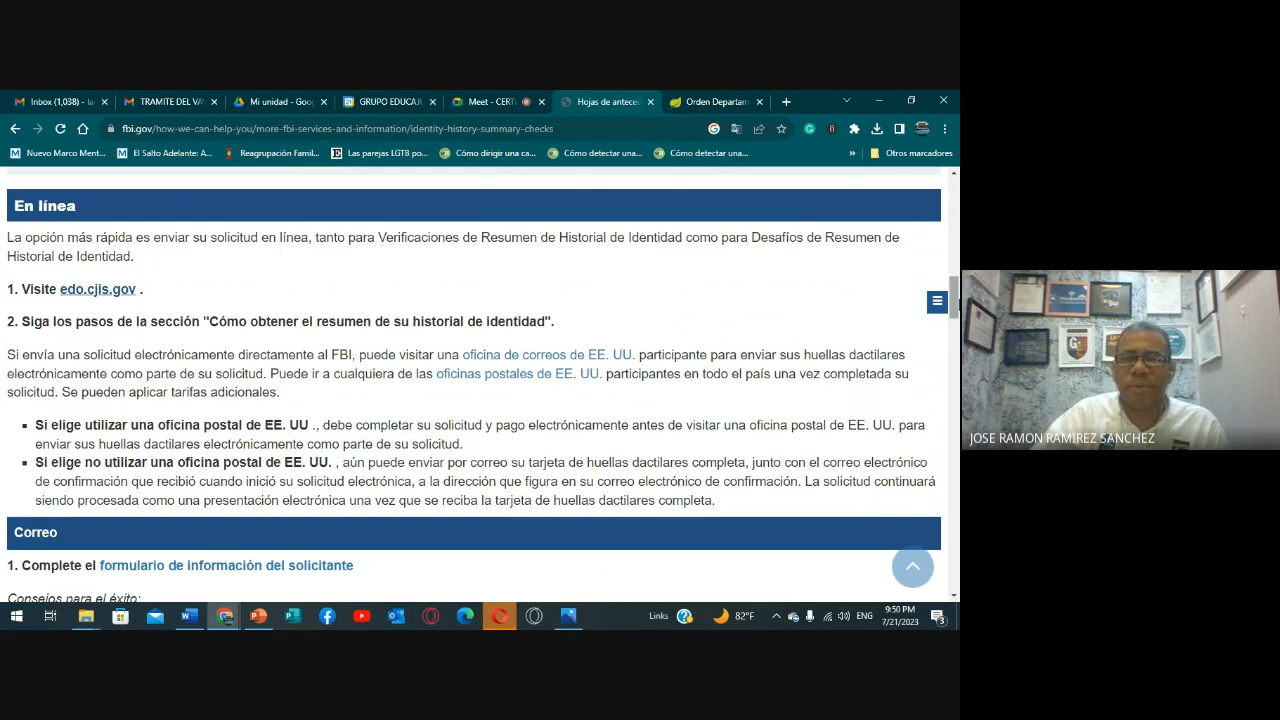 Inbox (1,038) - la
TRAMITE DEL VA
Mi unidad - Goog
GRUPO EDUCAJU
Meet - CERTI
Hojas de anteced
Orden Departam
fbi.gov/how-we-can-help-you/more-fbi-services-and-information/identity-history-summary-checks
Nuevo Marco Ment...
El Salto Adelante: A...
Reagrupación Famil...
Las parejas LGTB po...
Cómo dirigir una ca...
Cómo detectar una...
Cómo detectar una...
»
Otros marcadores
En línea
La opción más rápida es enviar su solicitud en línea, tanto para Verificaciones de Resumen de Historial de Identidad como para Desafíos de Resumen de
Historial de Identidad.
1. Visite edo.cjis.gov .
2. Siga los pasos de la sección "Cómo obtener el resumen de su historial de identidad".
Si envía una solicitud electrónicamente directamente al FBI, puede visitar una oficina de correos de EE. UU. participante para enviar sus huellas dactilares
electrónicamente como parte de su solicitud. Puede ir a cualquiera de las oficinas postales de EE. UU. participantes en todo el país una vez completada su
solicitud. Se pueden aplicar tarifas adicionales.
▪ Si elige utilizar una oficina postal de EE. UU ., debe completar su solicitud y pago electrónicamente antes de visitar una oficina postal de EE. UU. para
enviar sus huellas dactilares electrónicamente como parte de su solicitud.
▪ Si elige no utilizar una oficina postal de EE. UU. , aún puede enviar por correo su tarjeta de huellas dactilares completa, junto con el correo electrónico
de confirmación que recibió cuando inició su solicitud electrónica, a la dirección que figura en su correo electrónico de confirmación. La solicitud continuará
siendo procesada como una presentación electrónica una vez que se reciba la tarjeta de huellas dactilares completa.
Correo
1. Complete el formulario de información del solicitante
Consejos para el éxito:
JOSE RAMON RAMIREZ SANCHEZ
Links
82°F
ENG
9:50 PM
7/21/2023
3